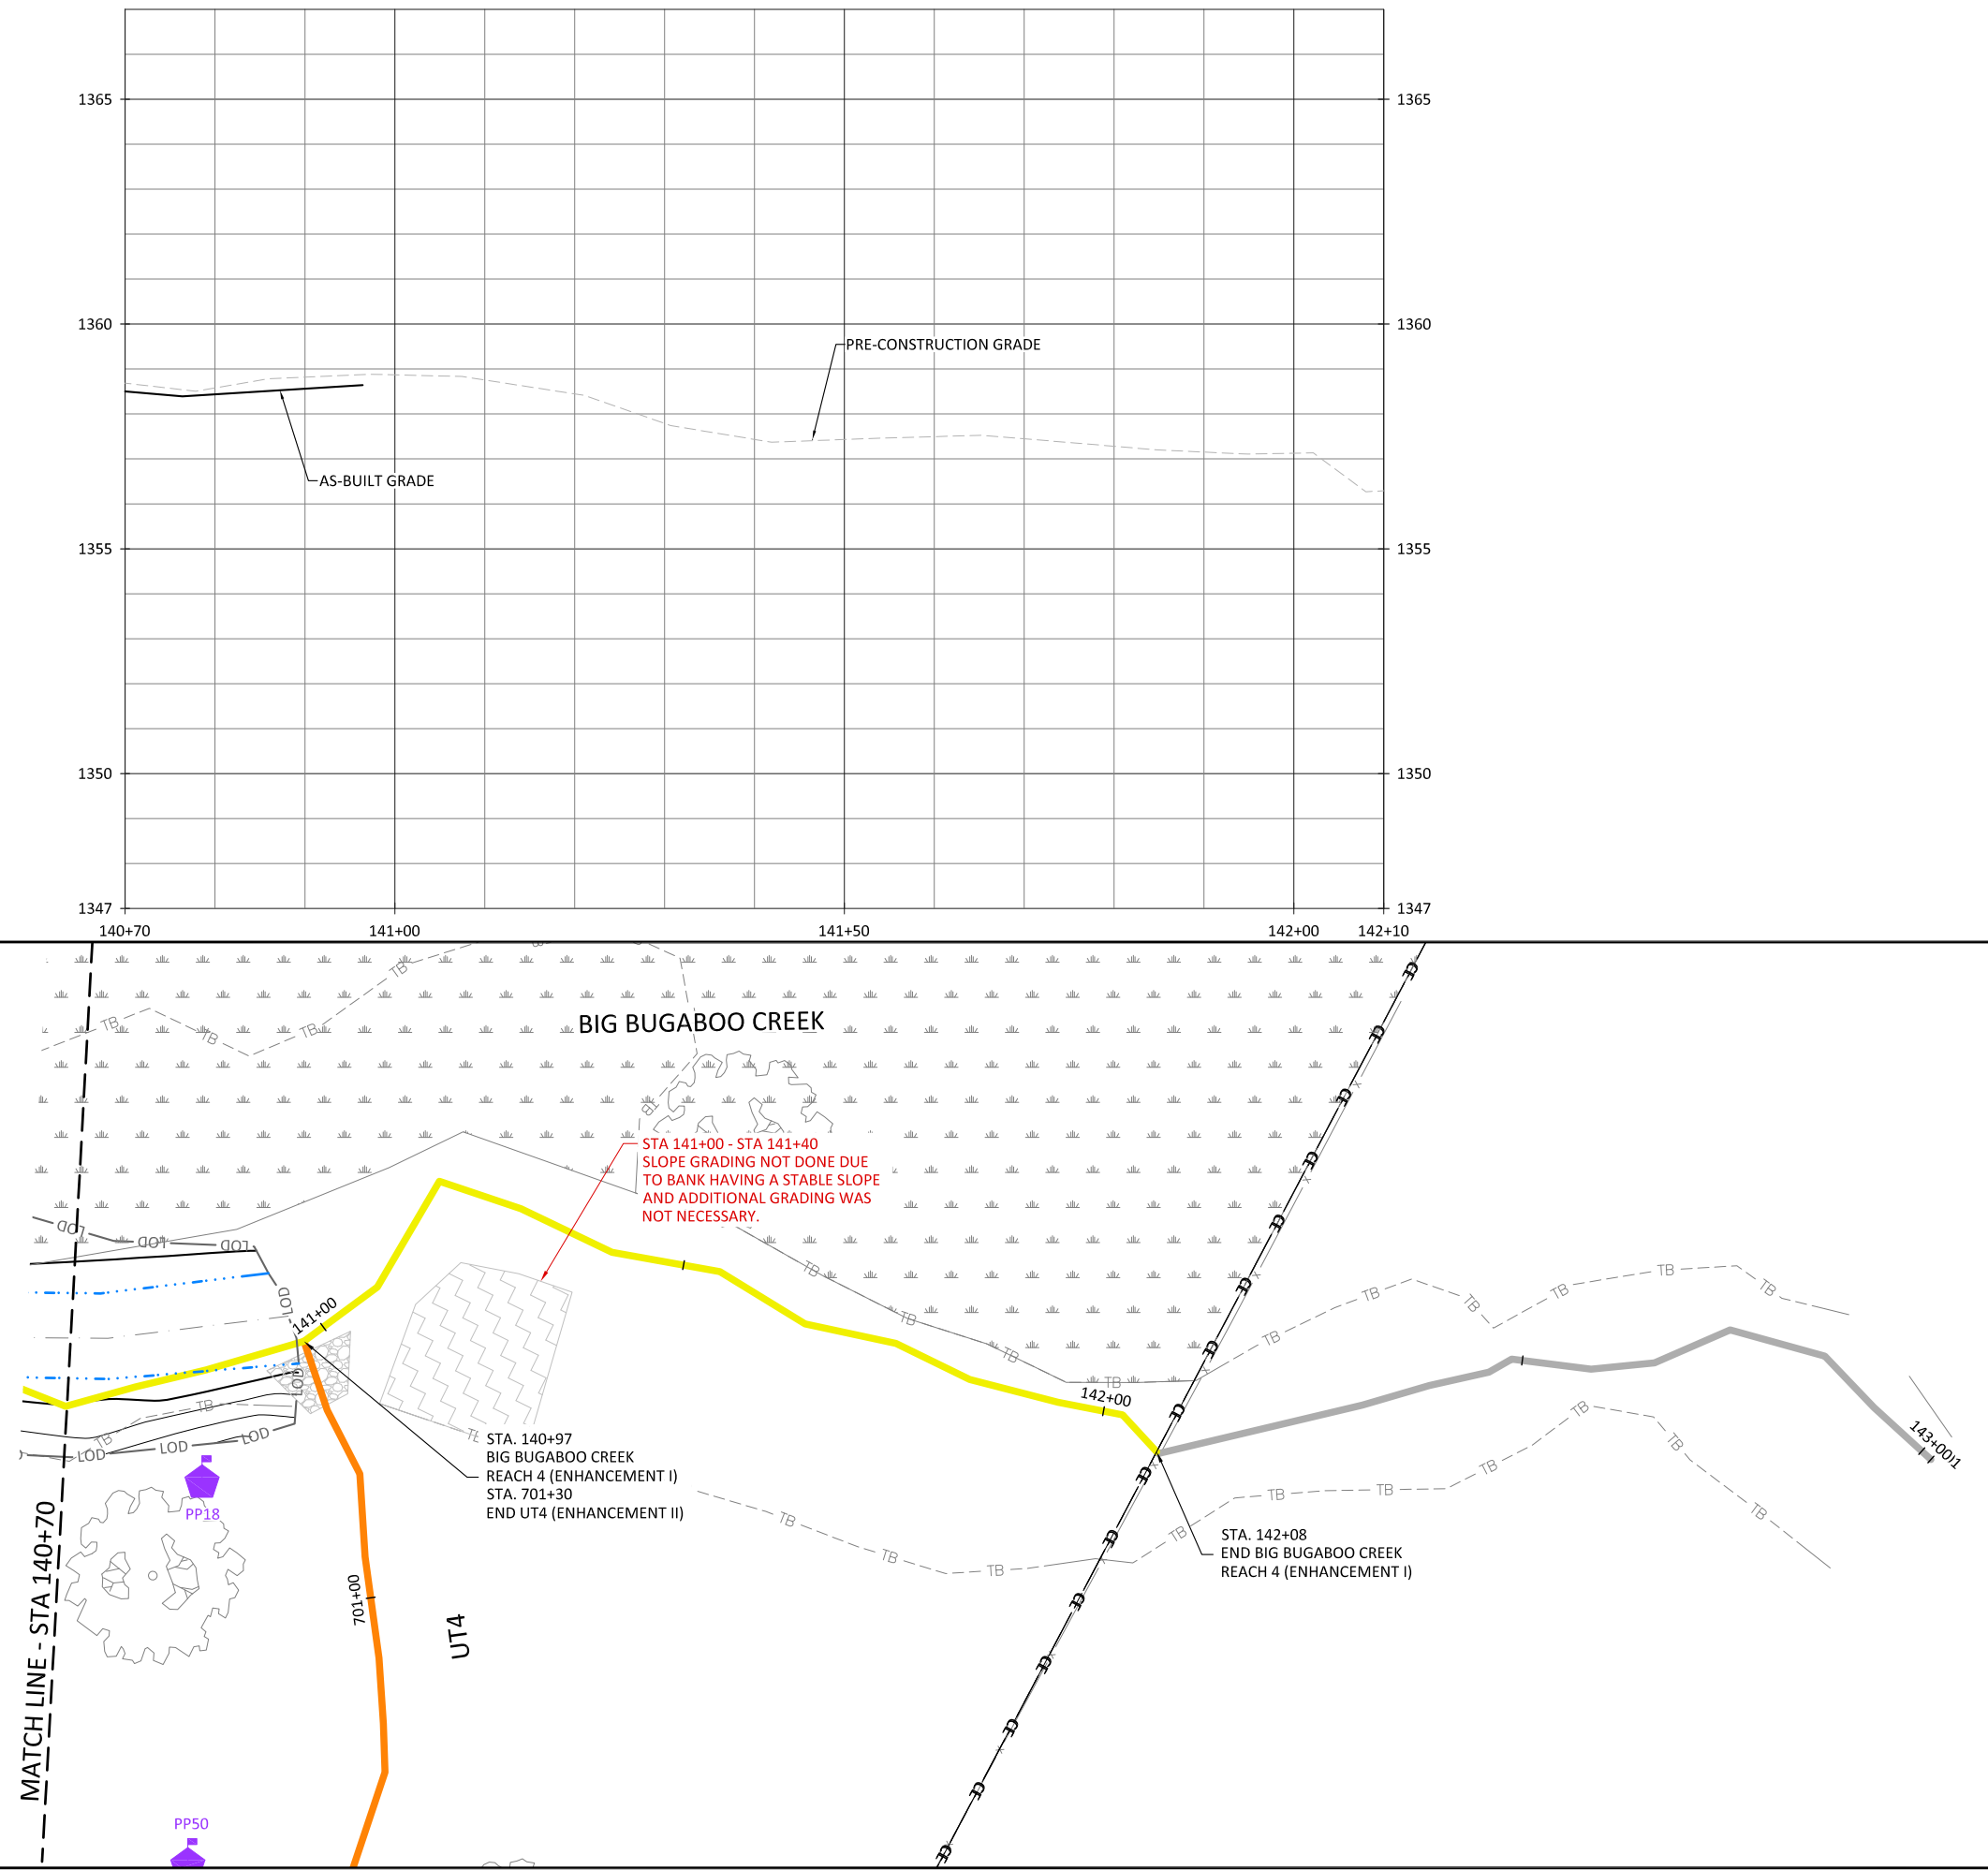 1365
1365
1360
1360
PRE-CONSTRUCTION GRADE
AS-BUILT GRADE
1355
1355
1350
1350
1347
1347
140+70
141+00
141+50
142+00
142+10
TB
TB
TB
TB
BIG BUGABOO CREEK
STA 141+00 - STA 141+40
SLOPE GRADING NOT DONE DUE
TO BANK HAVING A STABLE SLOPE
AND ADDITIONAL GRADING WAS
NOT NECESSARY.
LOD
LOD
LOD
LOD
LOD
141+00
TB
TB
TB
TB
142+00
TB
TB
TB
TB
TB
TB
TB
TB
LOD
LOD
LOD
STA. 140+97
BIG BUGABOO CREEK
REACH 4 (ENHANCEMENT I)
STA. 701+30
END UT4 (ENHANCEMENT II)
TB
TB
TB
TB
TB
TB
TB
TB
TB
TB
143+00
STA. 142+08
END BIG BUGABOO CREEK
REACH 4 (ENHANCEMENT I)
PP18
701+00
UT4
MATCH LINE - STA 140+70
PP50